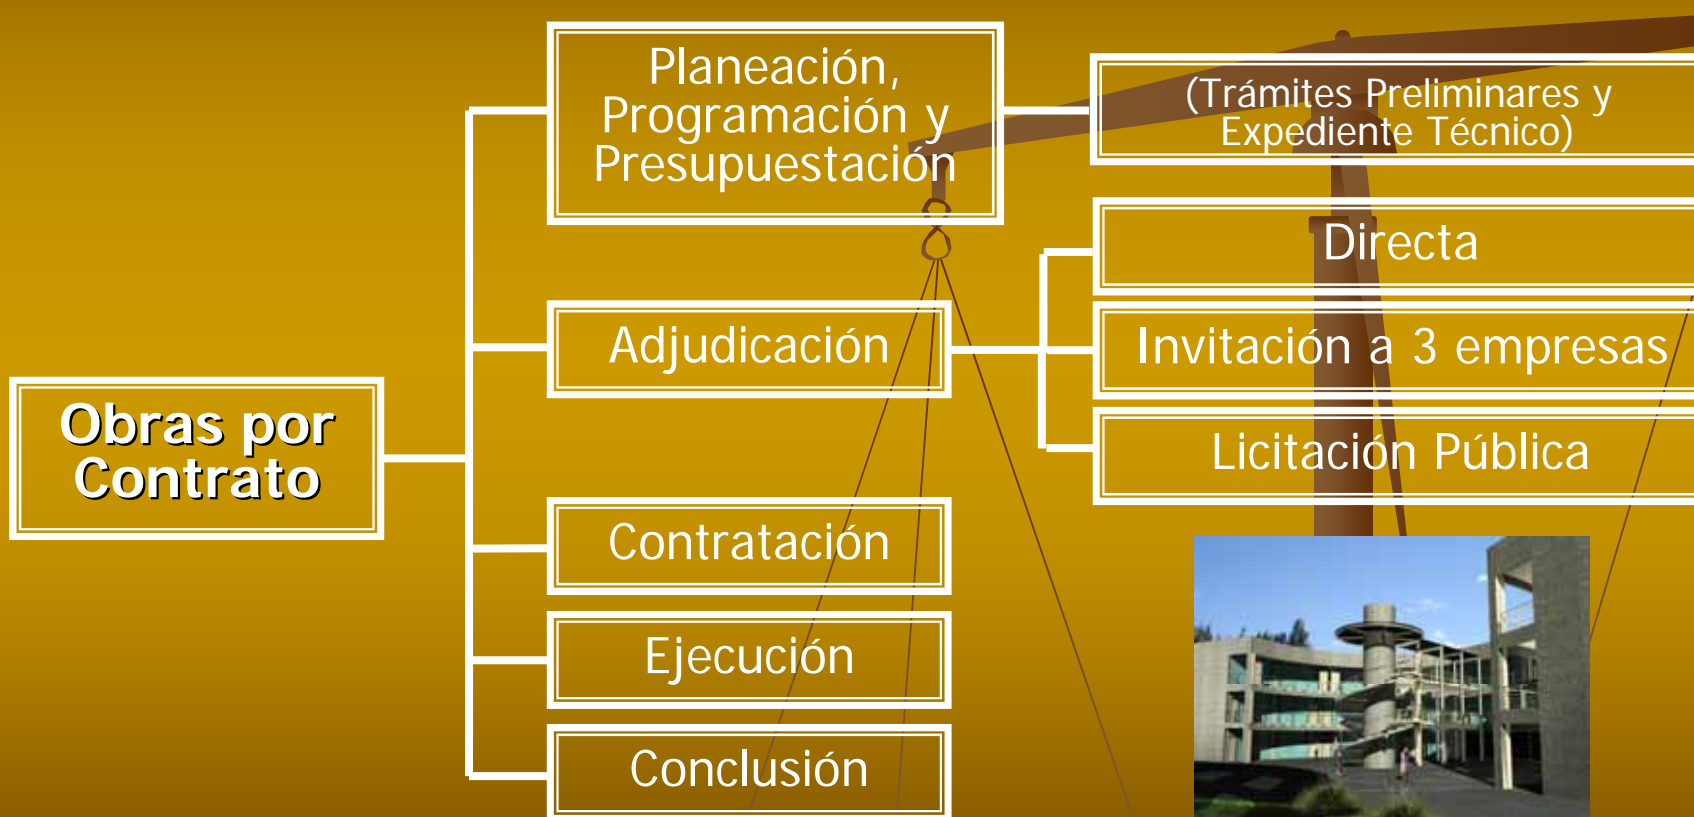 Planeación,
Programación y
Presupuestación
(Trámites Preliminares y
Expediente Técnico)
Directa
Adjudicación
Invitación a 3 empresas
Licitación Pública
Obras por
Contrato
Contratación
Ejecución
Conclusión